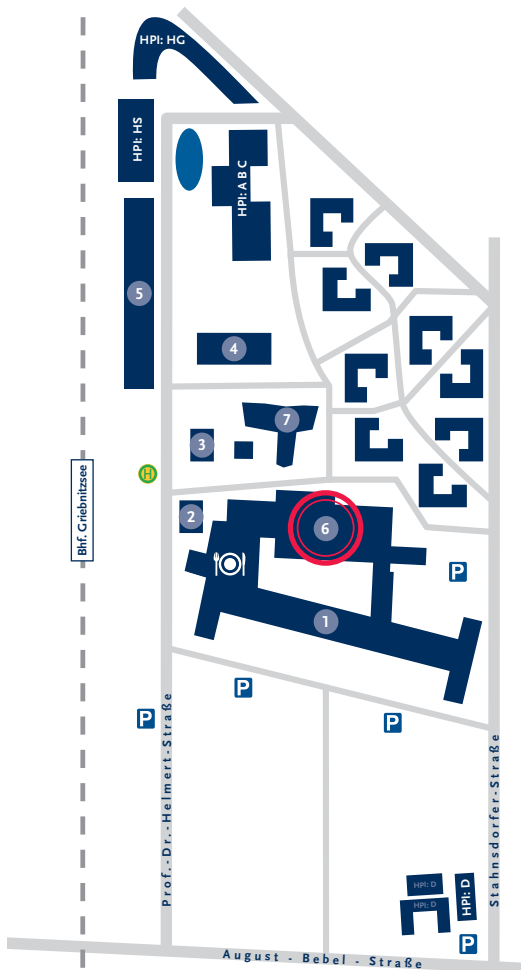 HPI: HG
HPI: HS
HPI: A B C
5
4
7
3
H
Bhf. Griebnitzsee
2
6
P
1
P
P
P
Prof.-Dr.-Helmert-Straße
Stahnsdorfer-Straße
HPI: D
HPI: D
HPI: D
P
August - Bebel - Straße